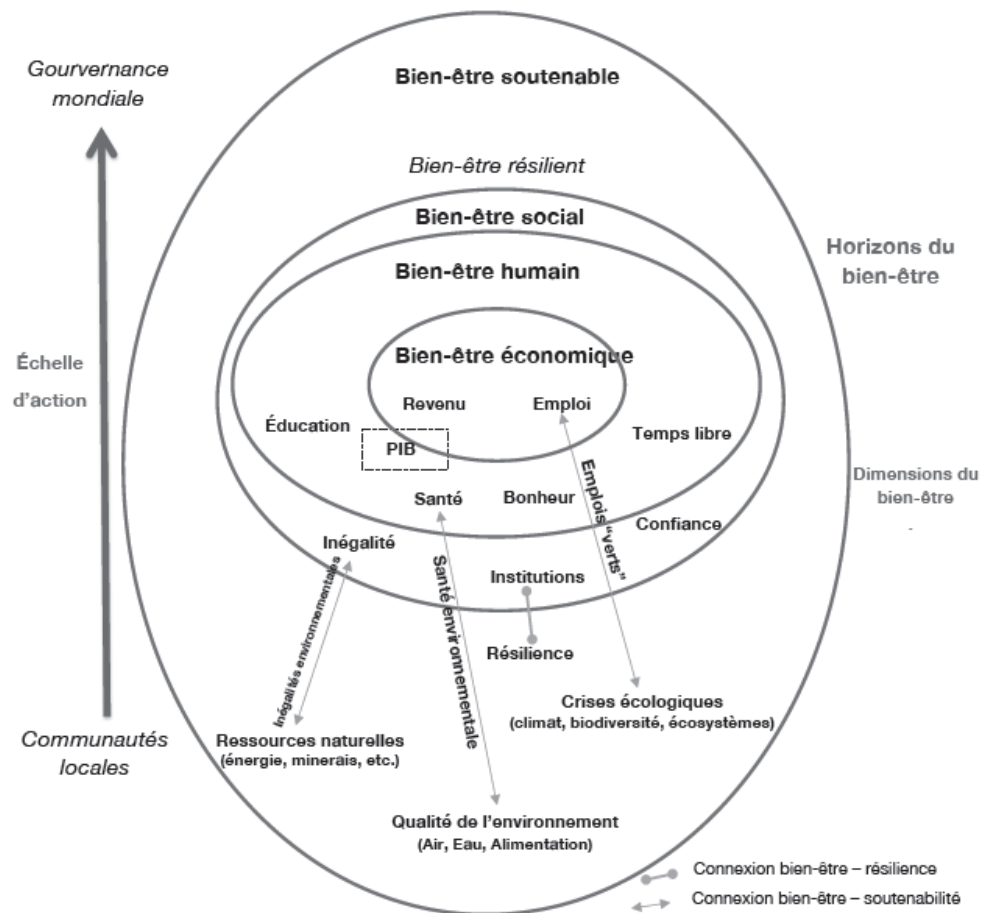 Bien-être soutenable
Gourvernance
mondiale
Bien-être résilient
Bien-être social
Horizons du
bien-être
Bien-être humain
Bien-être économique
Échelle
d'action
Revenu
Emploi
Éducation
Temps libre
PIB
Dimensions du
bien-être
-
Santé
Bonheur
Emplois "verts"
Confiance
Inégalité
Institutions
Inégalités environnementales
Santé environnementale
Résilience
Crises écologiques
(climat, biodiversité, écosystèmes)
Communautés
locales
Ressources naturelles
(énergie, minerais, etc.)
Qualité de l'environnement
(Air, Eau, Alimentation)
Connexion bien-être – résilience
Connexion bien-être – soutenabilité